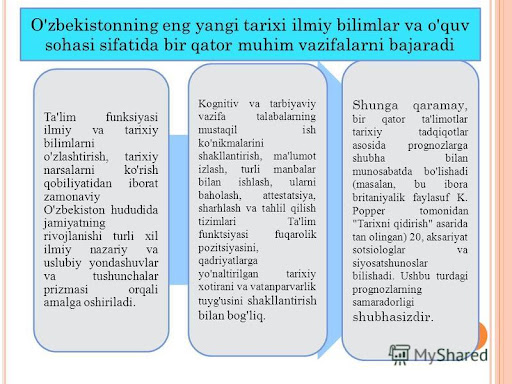 O'zbekistonning eng yangi tarixi ilmiy bilimlar va o'quv
sohasi sifatida bir qator muhim vazifalarni bajaradi
Ta'lim funksiyasi
ilmiy va tarixiy
bilimlarni
o'zlashtirish, tarixiy
narsalarni ko'rish
qobiliyatidan iborat
zamonaviy
O'zbekiston hududida
jamiyatning
rivojlanishi turli xil
ilmiy nazariy va
uslubiy yondashuvlar
va tushunchalar
prizmasi orqali
amalga oshiriladi.
Kognitiv va tarbiyaviy
vazifa talabalarning
mustaqil ish
ko'nikmalarini
shakllantirish, ma'lumot
izlash, turli manbalar
bilan ishlash, ularni
baholash, attestatsiya,
sharhlash va tahlil qilish
tizimlari Ta'lim
funktsiyasi fuqarolik
pozitsiyasini,
qadriyatlarga
yo'naltirilgan tarixiy
xotirani va vatanparvarlik
tuyg'usini shakllantirish
bilan bog'liq.
Shunga qaramay,
bir qator ta'limotlar
tarixiy tadqiqotlar
asosida prognozlarga
shubha bilan
munosabatda bo'lishadi
(masalan, bu ibora
britaniyalik faylasuf K.
Popper tomonidan
"Tarixni qidirish" asarida
tan olingan) 20, aksariyat
sotsiologlar va
siyosatshunoslar
bilishadi. Ushbu turdagi
prognozlarning
samaradorligi
shubhasizdir.
MyShared